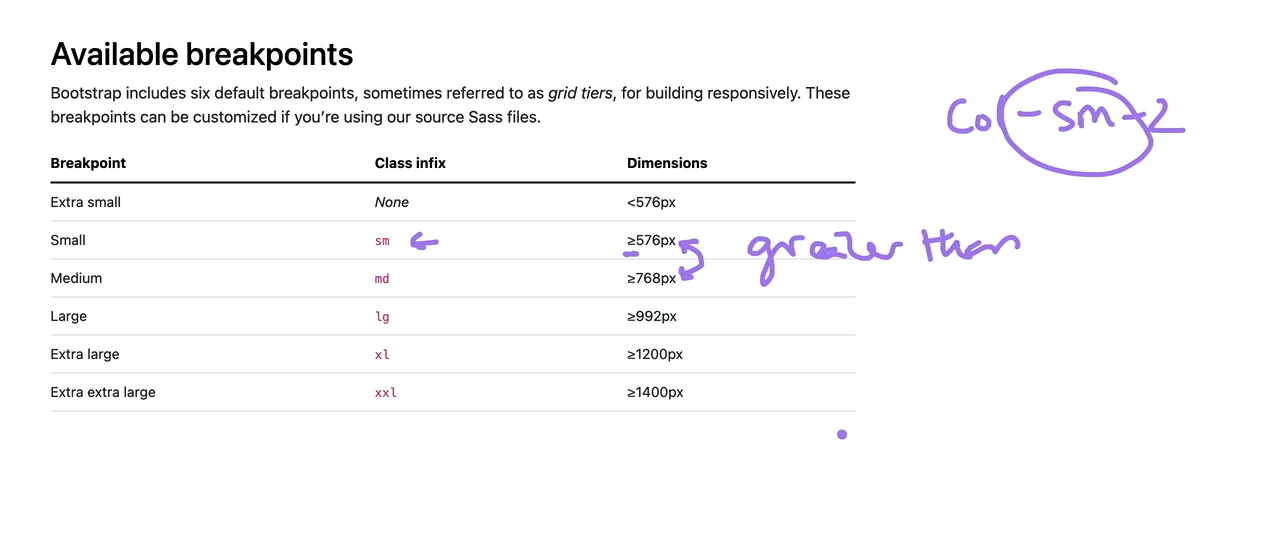 Available breakpoints
Bootstrap includes six default breakpoints, sometimes referred to as grid tiers, for building responsively. These
breakpoints can be customized if you’re using our source Sass files.
Col-sm-2
Breakpoint Class infix Dimensions
Extra small None <576px
Small sm ≥576px greater than
Medium md ≥768px
Large lg ≥992px
Extra large xl ≥1200px
Extra extra large xxl ≥1400px